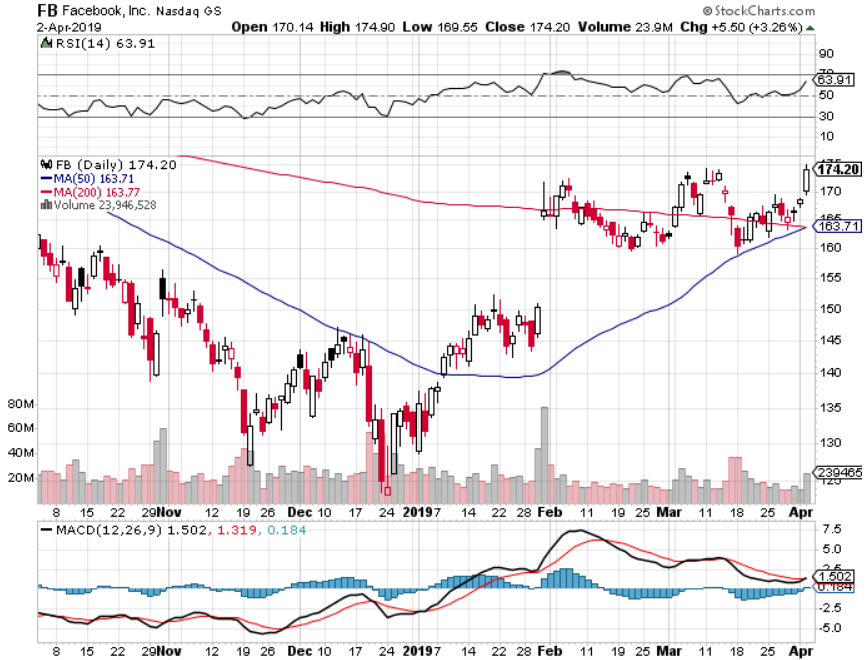 FB Facebook, Inc. Nasdaq GS © StockCharts.com
2-Apr-2019 Open 170.14 High 174.90 Low 169.55 Close 174.20 Volume 23.9M Chg +5.50 (+3.26%)
RSI(14) 63.91
90
70
63.91
50
30
10
FB (Daily) 174.20
MA(50) 163.71
MA(200) 163.77
Volume 23,946,528
175
174.20
170
165
163.71
160
155
150
145
140
135
130
125
80M
60M
40M
20M
239465
8 15 22 29 Nov 12 19 26 Dec 10 17 24 2019 7 14 22 28 Feb 11 19 25 Mar 11 18 25 Apr
MACD(12,26,9) 1.502, 1.319, 0.184
7.5
5.0
2.5
1.502
0.184
-2.5
-5.0
8 15 22 29 Nov 12 19 26 Dec 10 17 24 2019 7 14 22 28 Feb 11 19 25 Mar 11 18 25 Apr